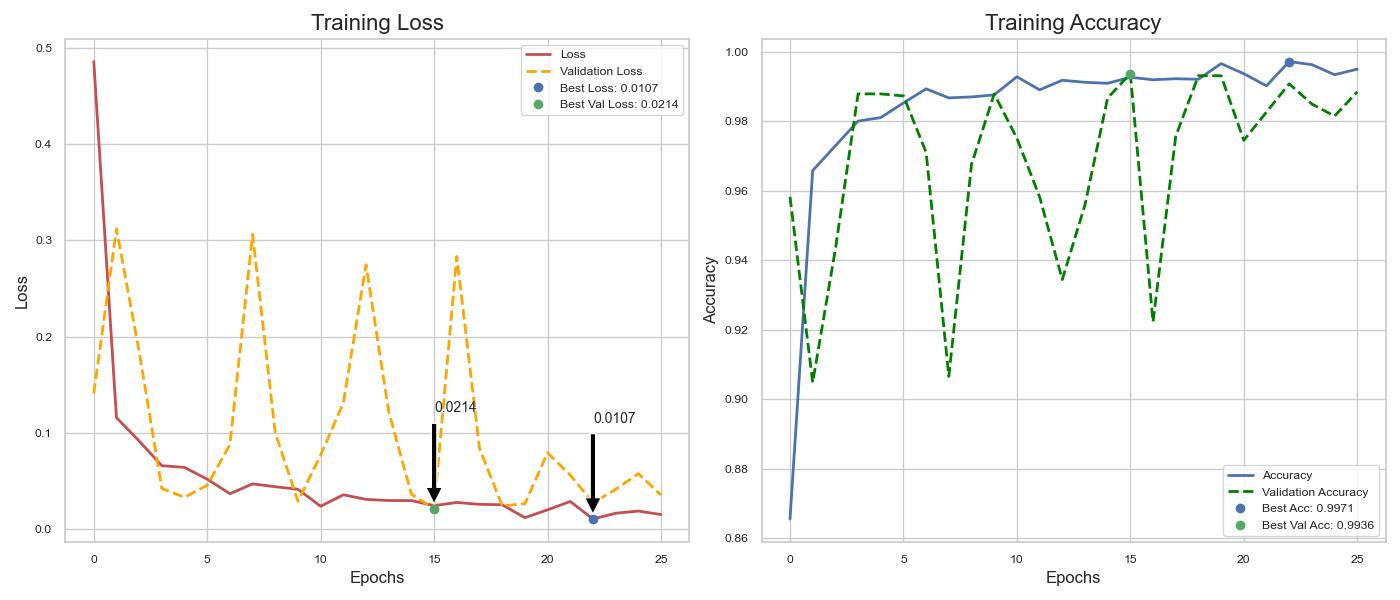 Training Loss
0.5
0.4
0.3
0.2
0.1
0.0
Loss
Loss
Validation Loss
Best Loss: 0.0107
Best Val Loss: 0.0214
0.0214
0.0107
0
5
10
15
20
25
Epochs
Training Accuracy
1.00
0.98
0.96
0.94
0.92
0.90
0.88
0.86
Accuracy
Accuracy
Validation Accuracy
Best Acc: 0.9971
Best Val Acc: 0.9936
0
5
10
15
20
25
Epochs